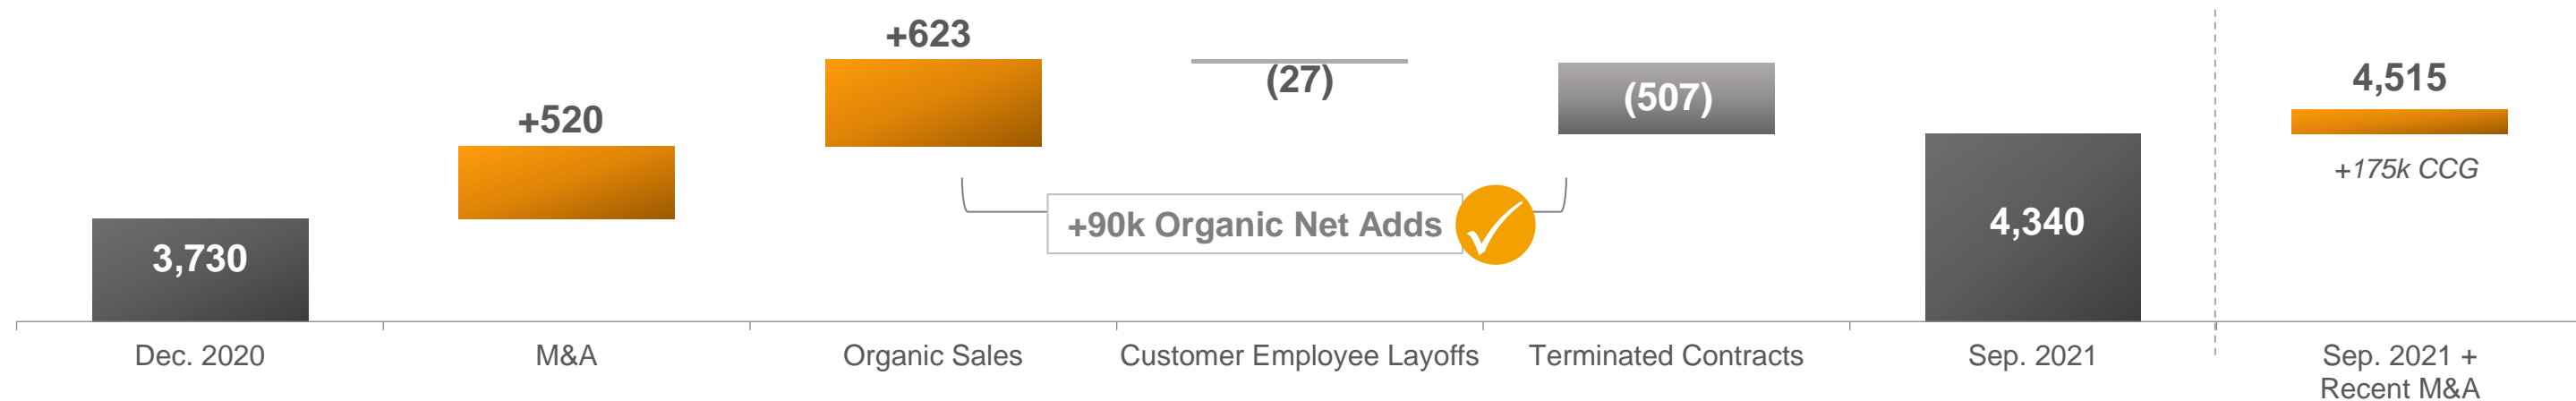 +623
(27)
(507)
4,515
+520
+175k CCG
+90k Organic Net Adds
4,340
3,730
Dec. 2020
M&A
Organic Sales
Customer Employee Layoffs
Terminated Contracts
Sep. 2021
Sep. 2021 +
Recent M&A